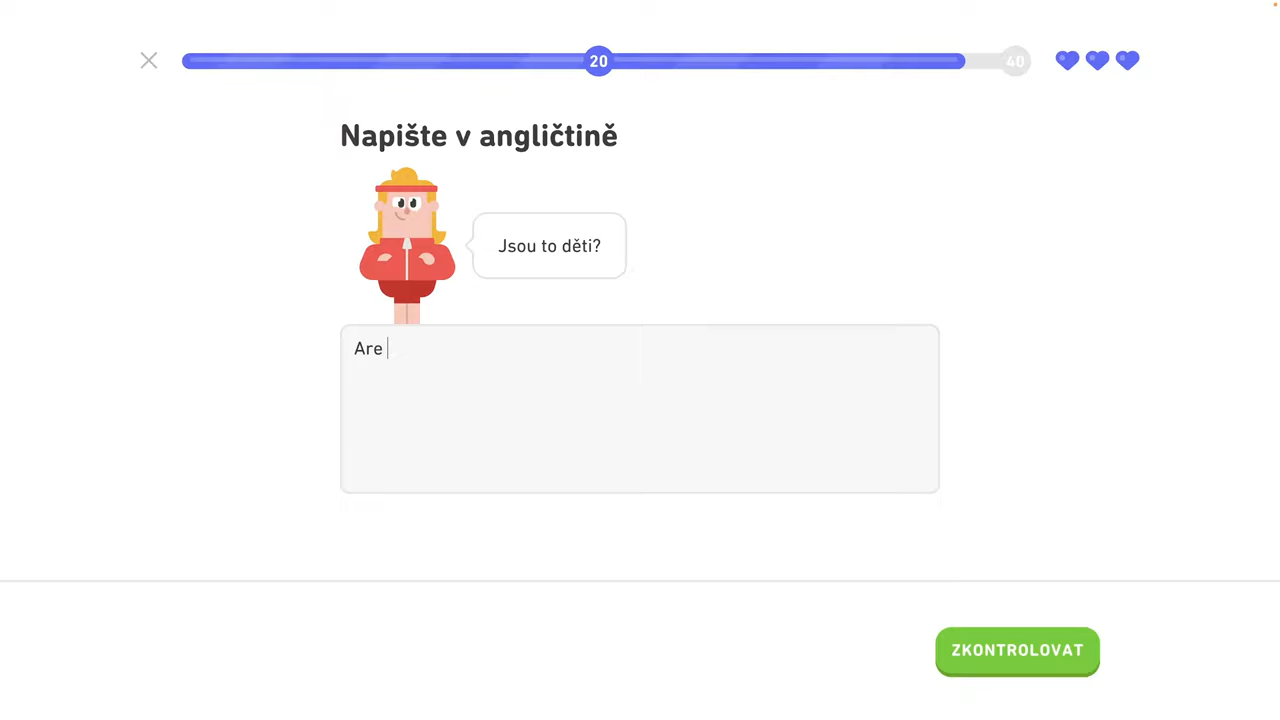 20
40
Napište v angličtině
Jsou to děti?
Are
ZKONTROLOVAT